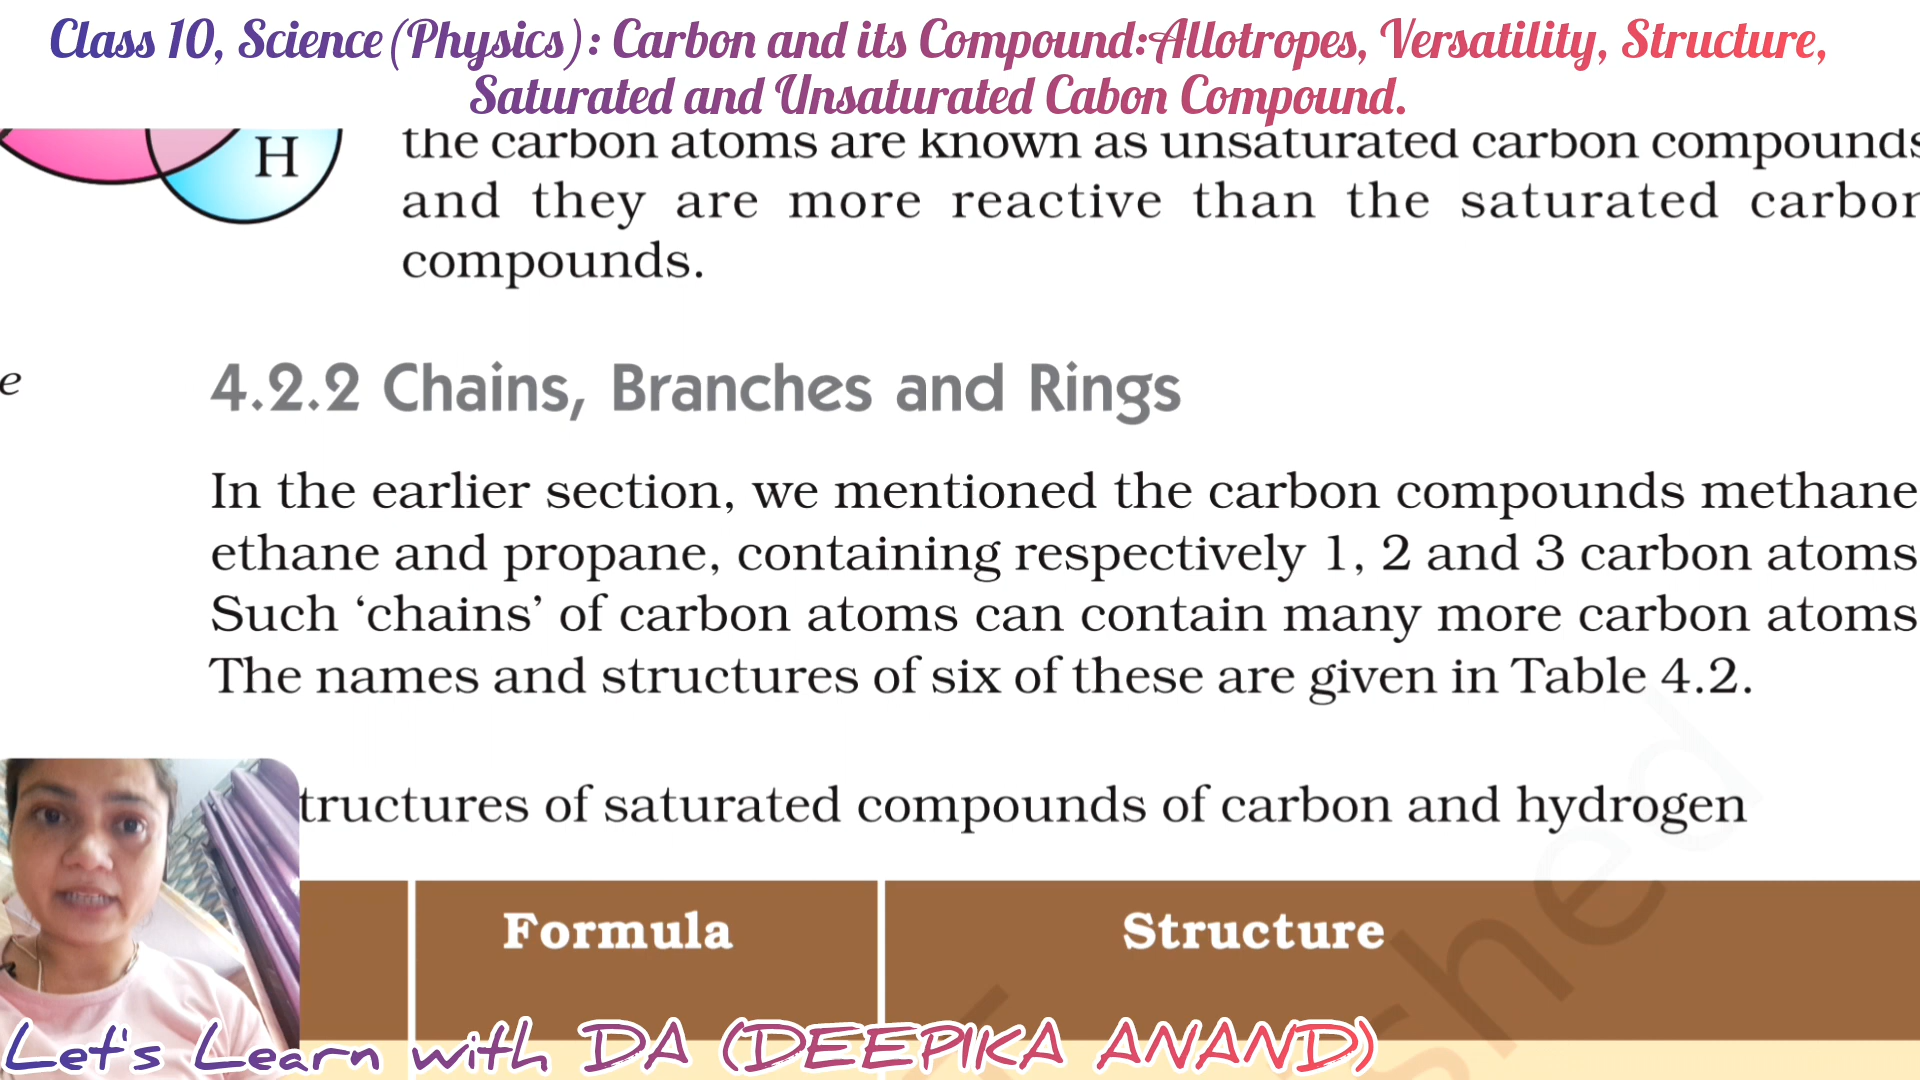 Class 10, Science (Physics): Carbon and its Compound:Allotropes, Versatility, Structure,
Saturated and Unsaturated Cabon Compound.
H
the carbon atoms are known as unsaturated carbon compounds
and they are more reactive than the saturated carbon
compounds.
e
4.2.2 Chains, Branches and Rings
In the earlier section, we mentioned the carbon compounds methane
ethane and propane, containing respectively 1, 2 and 3 carbon atoms
Such ‘chains’ of carbon atoms can contain many more carbon atoms
The names and structures of six of these are given in Table 4.2.
tructures of saturated compounds of carbon and hydrogen
Formula Structure
shed
Let's Learn with DA (DEEPIKA ANAND)